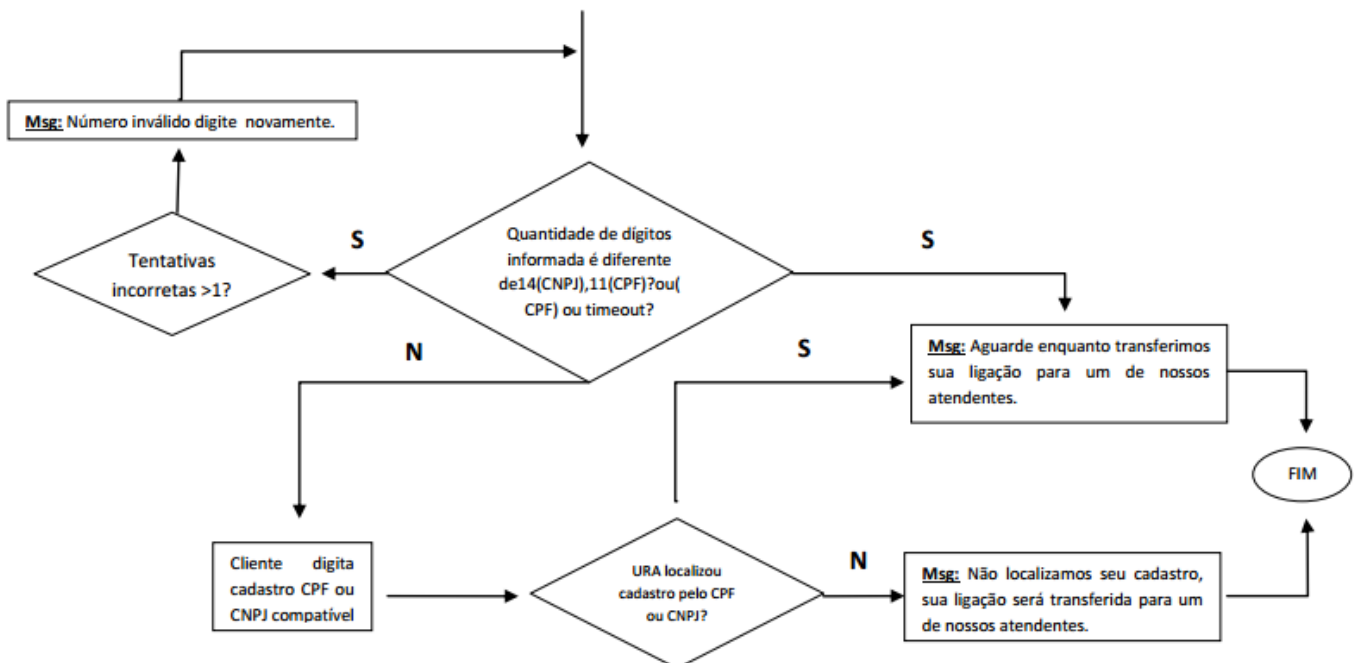 Msg: Número inválido digite novamente.
Tentativas
incorretas >1?
S
Quantidade de dígitos
informada é diferente
de14(CNPJ),11(CPF)?ou(
CPF) ou timeout?
S
N
S
Msg: Aguarde enquanto transferimos
sua ligação para um de nossos
atendentes.
FIM
Cliente digita
cadastro CPF ou
CNPJ compatível
URA localizou
cadastro pelo CPF
ou CNPJ?
N
Msg: Não localizamos seu cadastro,
sua ligação será transferida para um
de nossos atendentes.